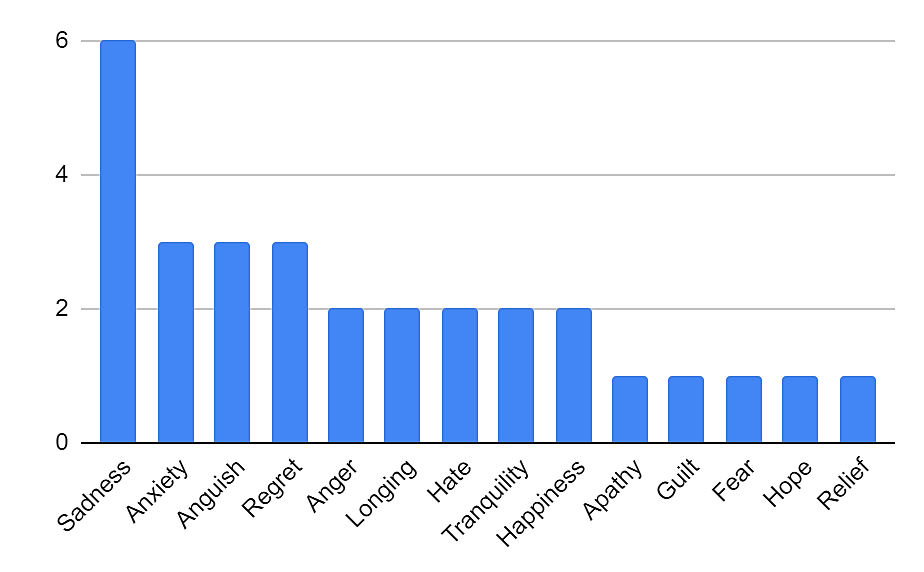 6
4
2
0
Sadness
Anxiety
Anguish
Regret
Anger
Longing
Hate
Tranquility
Happiness
Apathy
Guilt
Fear
Hope
Relief